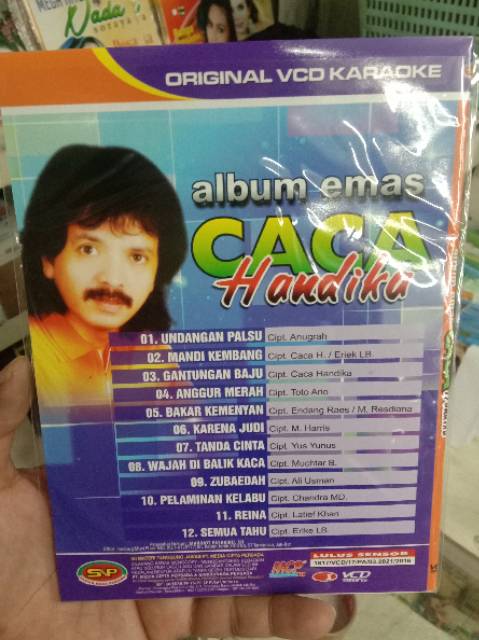 Nada
ORIGINAL VCD KARAOKE
album emas
CACA
Handika
01. UNDANGAN PALSU Cipt. Anugrah
02. MANDI KEMBANG Cipt. Caca H. / Eriek LB.
03. GANTUNGAN BAJU Cipt. Caca Handika
04. ANGGUR MERAH Cipt. Toto Ario
05. BAKAR KEMENYAN Cipt. Endang Raes / M. Resdiana
06. KARENA JUDI Cipt. M. Harris
07. TANDA CINTA Cipt. Yus Yunus
08. WAJAH DI BALIK KACA Cipt. Muchtar B.
09. ZUBAEDAH Cipt. Ali Usman
10. PELAMINAN KELABU Cipt. Chandra MD.
11. REINA Cipt. Latief Khan
12. SEMUA TAHU Cipt. Erike LB.
LULUS SENSOR
SNP
VCD